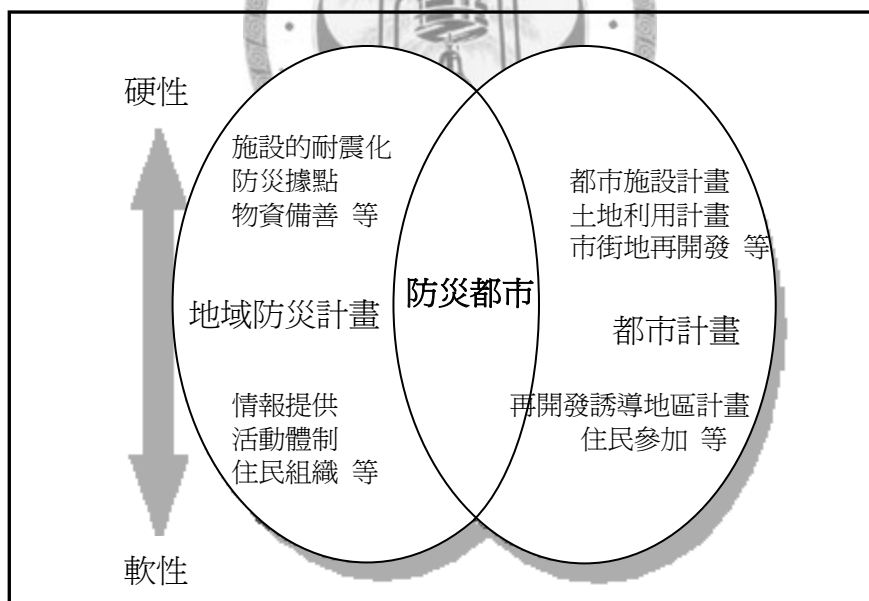 硬性
施設的耐震化
防災據點
物資備善 等
都市施設計畫
土地利用計畫
市街地再開發 等
防災都市
地域防災計畫
都市計畫
情報提供
活動體制
住民組織 等
再開發誘導地區計畫
住民參加 等
軟性